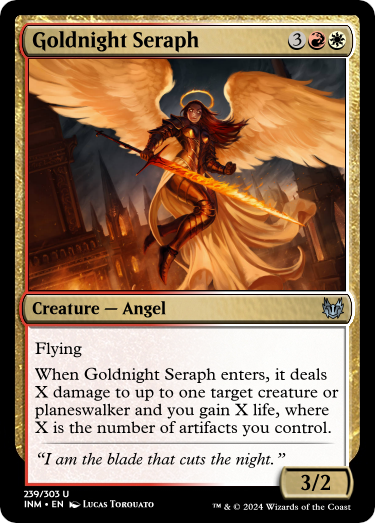 Goldnight Seraph 3
Creature — Angel
Flying
When Goldnight Seraph enters, it deals
X damage to up to one target creature or
planeswalker and you gain X life, where
X is the number of artifacts you control.
“I am the blade that cuts the night.”
3/2
239/303 U
INM • EN Lucas Torquato
™ & © 2024 Wizards of the Coast